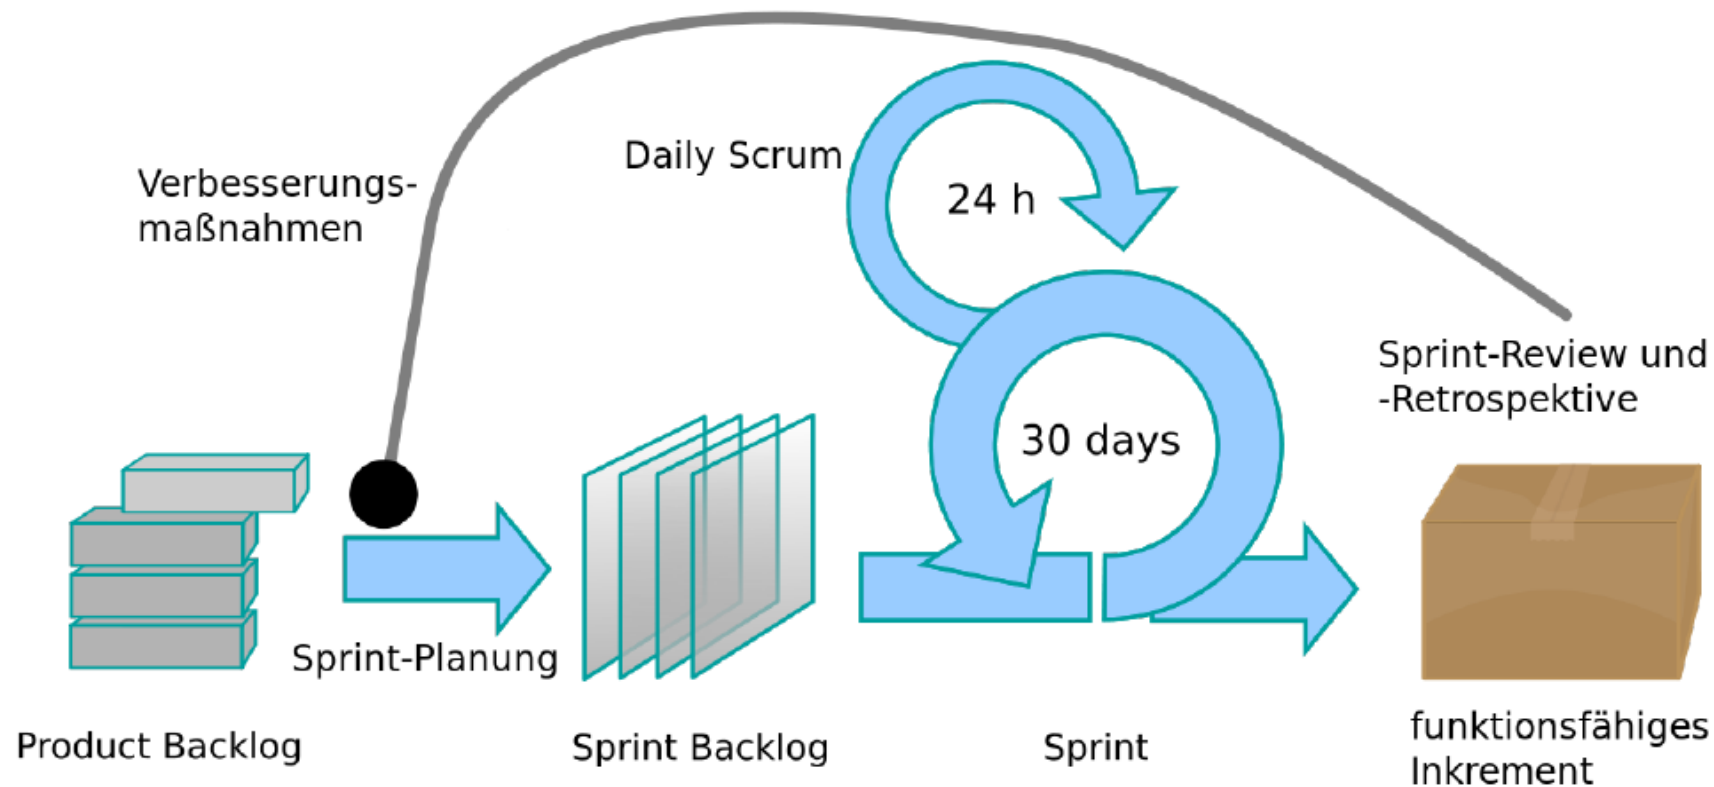 Verbesserungs-
maßnahmen
Daily Scrum
24 h
30 days
Sprint-Review und
-Retrospektive
Sprint-Planung
Product Backlog
Sprint Backlog
Sprint
funktionsfähiges
Inkrement